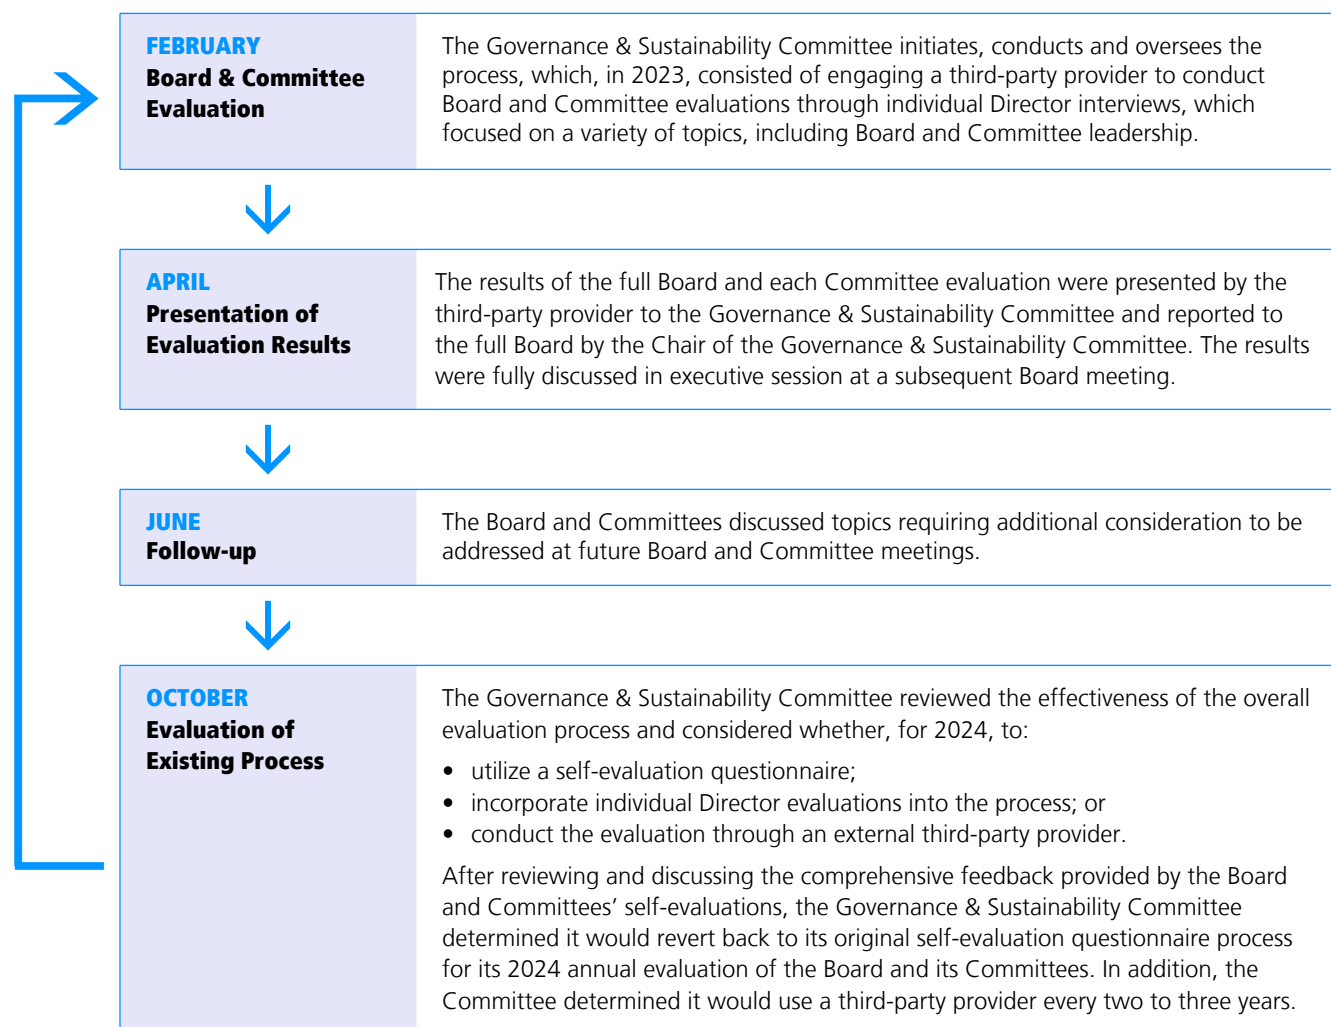 FEBRUARY
Board & Committee
Evaluation
The Governance & Sustainability Committee initiates, conducts and oversees the
process, which, in 2023, consisted of engaging a third-party provider to conduct
Board and Committee evaluations through individual Director interviews, which
focused on a variety of topics, including Board and Committee leadership.
APRIL
Presentation of
Evaluation Results
The results of the full Board and each Committee evaluation were presented by the
third-party provider to the Governance & Sustainability Committee and reported to
the full Board by the Chair of the Governance & Sustainability Committee. The results
were fully discussed in executive session at a subsequent Board meeting.
JUNE
Follow-up
The Board and Committees discussed topics requiring additional consideration to be
addressed at future Board and Committee meetings.
OCTOBER
Evaluation of
Existing Process
The Governance & Sustainability Committee reviewed the effectiveness of the overall
evaluation process and considered whether, for 2024, to:
• utilize a self-evaluation questionnaire;
• incorporate individual Director evaluations into the process; or
• conduct the evaluation through an external third-party provider.
After reviewing and discussing the comprehensive feedback provided by the Board
and Committees’ self-evaluations, the Governance & Sustainability Committee
determined it would revert back to its original self-evaluation questionnaire process
for its 2024 annual evaluation of the Board and its Committees. In addition, the
Committee determined it would use a third-party provider every two to three years.